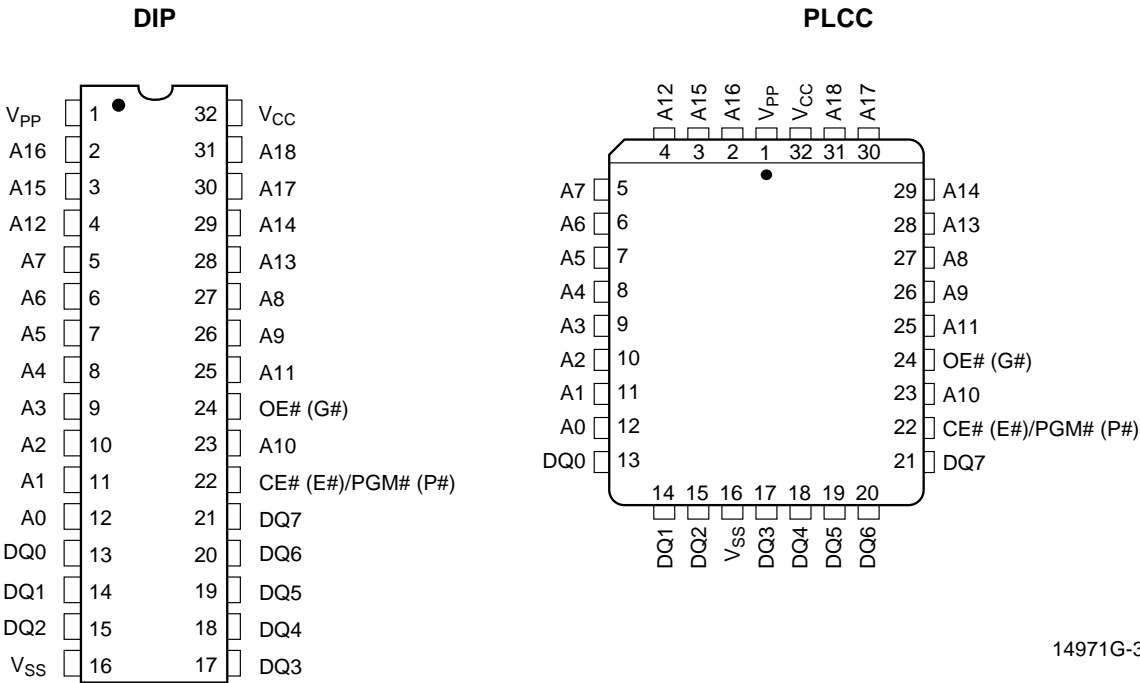 DIP
VPP 1 32 VCC
A16 2 31 A18
A15 3 30 A17
A12 4 29 A14
A7 5 28 A13
A6 6 27 A8
A5 7 26 A9
A4 8 25 A11
A3 9 24 OE# (G#)
A2 10 23 A10
A1 11 22 CE# (E#)/PGM# (P#)
A0 12 21 DQ7
DQ0 13 20 DQ6
DQ1 14 19 DQ5
DQ2 15 18 DQ4
VSS 16 17 DQ3
PLCC
A12 A15 A16 VPP VCC A18 A17
4 3 2 1 32 31 30
A7 5 29 A14
A6 6 28 A13
A5 7 27 A8
A4 8 26 A9
A3 9 25 A11
A2 10 24 OE# (G#)
A1 11 23 A10
A0 12 22 CE# (E#)/PGM# (P#)
DQ0 13 21 DQ7
14 15 16 17 18 19 20
DQ1 DQ2 VSS DQ3 DQ4 DQ5 DQ6
14971G-3